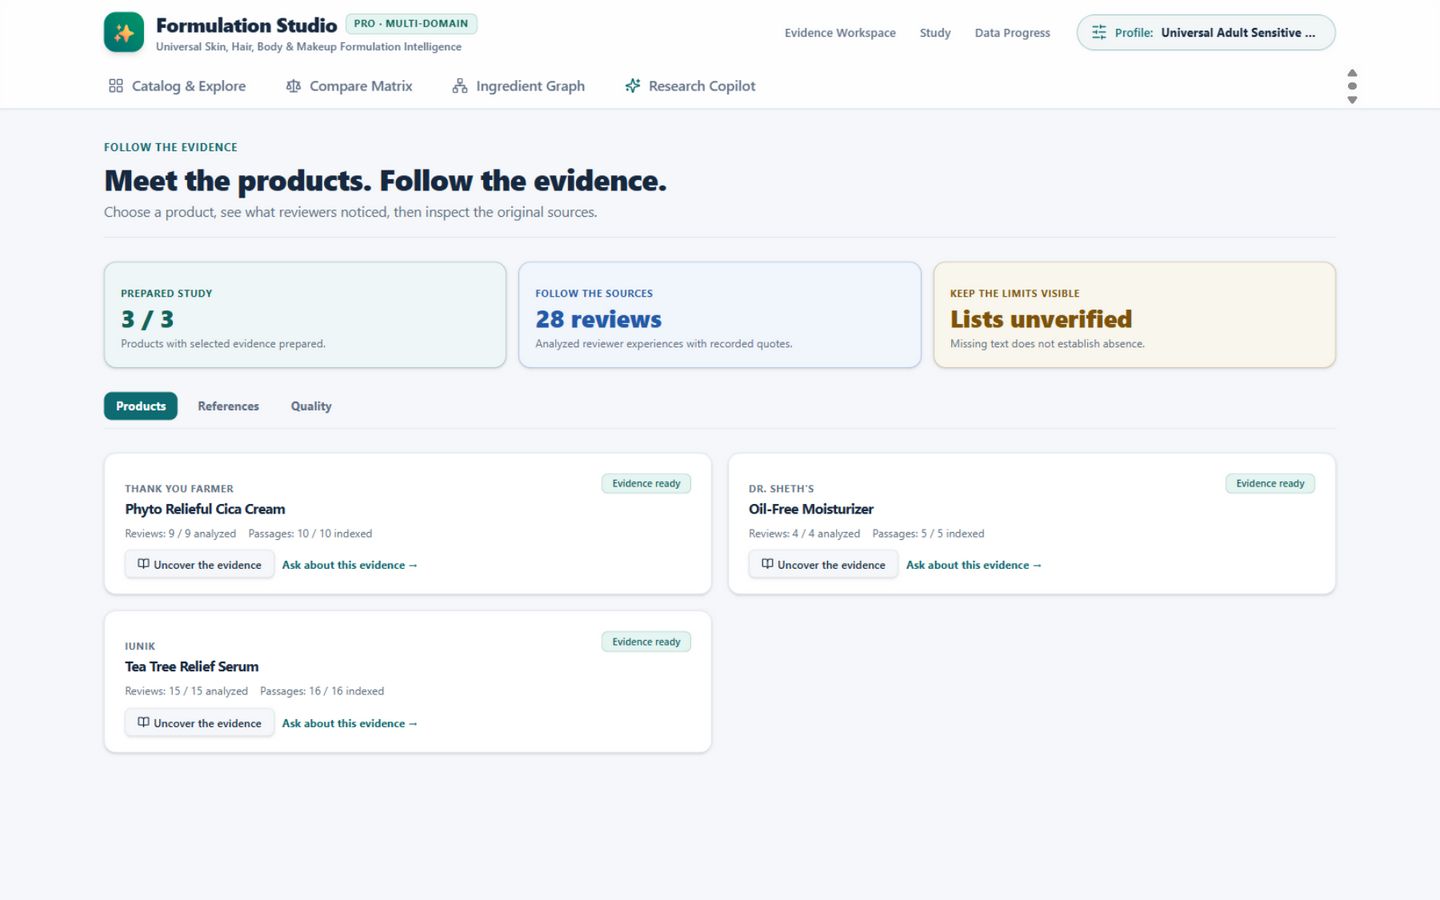 Formulation Studio
PRO · MULTI-DOMAIN
Universal Skin, Hair, Body & Makeup Formulation Intelligence
Evidence Workspace
Study
Data Progress
Profile: Universal Adult Sensitive ...
Catalog & Explore
Compare Matrix
Ingredient Graph
Research Copilot
FOLLOW THE EVIDENCE
Meet the products. Follow the evidence.
Choose a product, see what reviewers noticed, then inspect the original sources.
PREPARED STUDY
3 / 3
Products with selected evidence prepared.
FOLLOW THE SOURCES
28 reviews
Analyzed reviewer experiences with recorded quotes.
KEEP THE LIMITS VISIBLE
Lists unverified
Missing text does not establish absence.
Products
References
Quality
THANK YOU FARMER
Evidence ready
Phyto Relieful Cica Cream
Reviews: 9 / 9 analyzed Passages: 10 / 10 indexed
Uncover the evidence
Ask about this evidence →
DR. SHETH'S
Evidence ready
Oil-Free Moisturizer
Reviews: 4 / 4 analyzed Passages: 5 / 5 indexed
Uncover the evidence
Ask about this evidence →
IUNIK
Evidence ready
Tea Tree Relief Serum
Reviews: 15 / 15 analyzed Passages: 16 / 16 indexed
Uncover the evidence
Ask about this evidence →